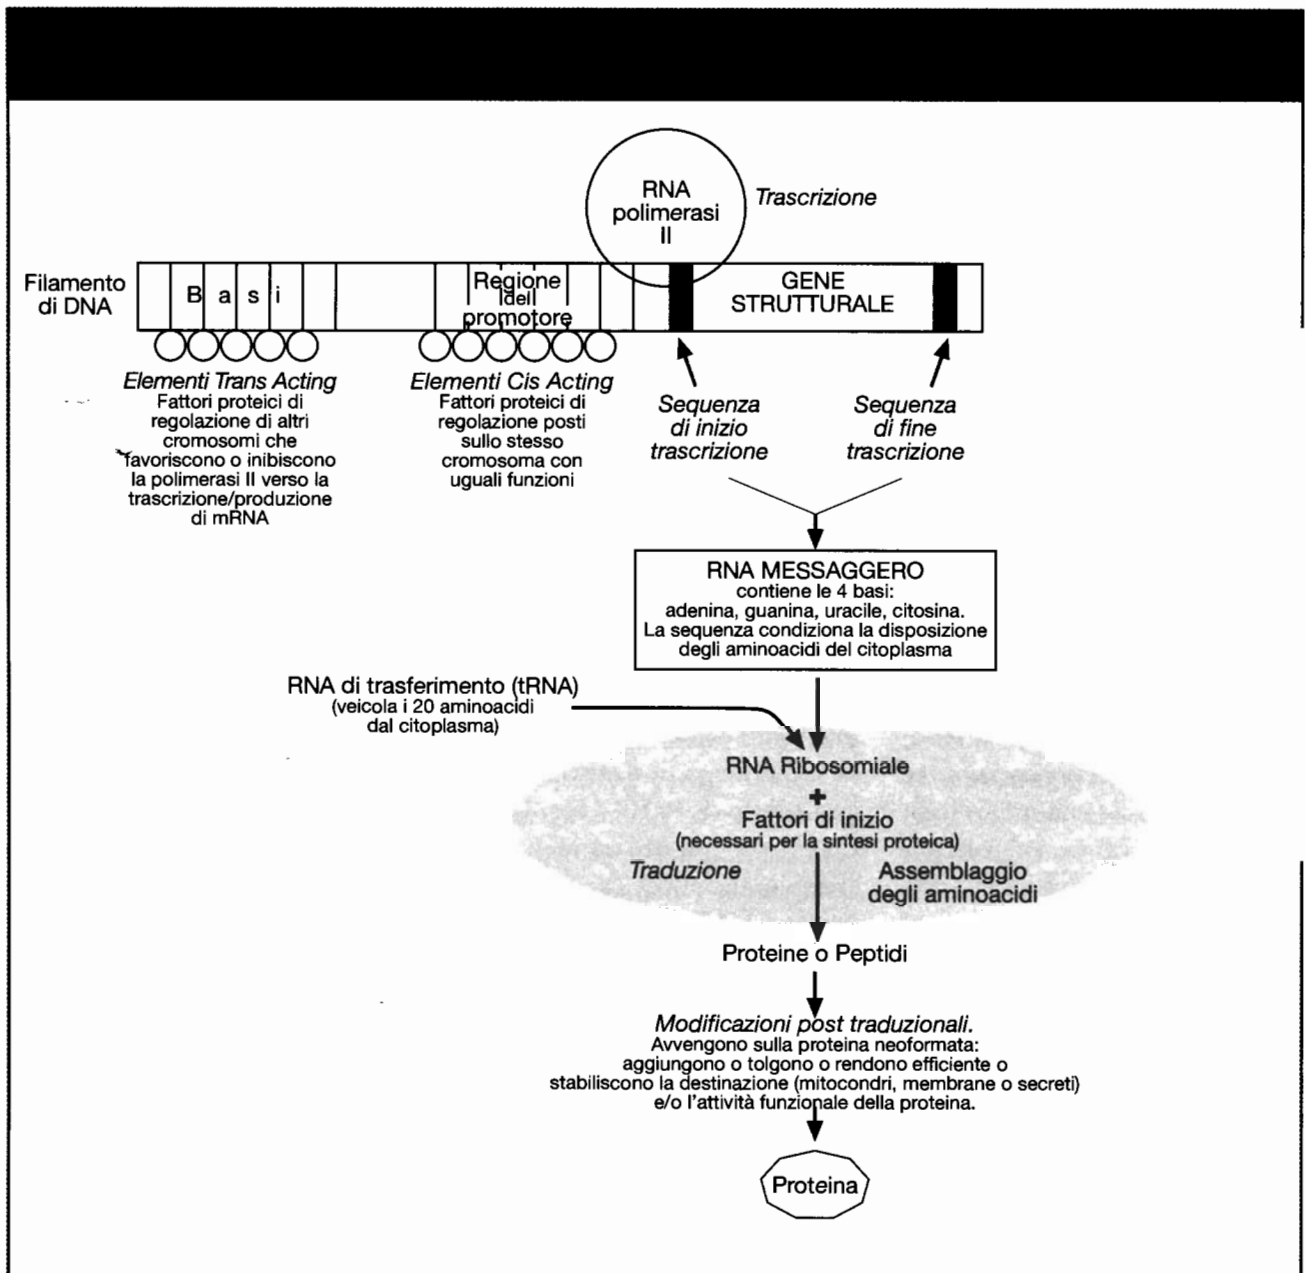 RNA
polimerasi
II
Trascrizione
Filamento
di DNA
B a s i
Regione
del
promotore
GENE
STRUTTURALE
Elementi Trans Acting
Fattori proteici di
regolazione di altri
cromosomi che
favoriscono o inibiscono
la polimerasi II verso la
trascrizione/produzione
di mRNA
Elementi Cis Acting
Fattori proteici di
regolazione posti
sullo stesso
cromosoma con
uguali funzioni
Sequenza
di inizio
trascrizione
Sequenza
di fine
trascrizione
RNA MESSAGGERO
contiene le 4 basi:
adenina, guanina, uracile, citosina.
La sequenza condiziona la disposizione
degli aminoacidi del citoplasma
RNA di trasferimento (tRNA)
(veicola i 20 aminoacidi
dal citoplasma)
RNA Ribosomiale
+
Fattori di inizio
(necessari per la sintesi proteica)
Traduzione
Assemblaggio
degli aminoacidi
Proteine o Peptidi
Modificazioni post traduzionali.
Avvengono sulla proteina neoformata:
aggiungono o tolgono o rendono efficiente o
stabiliscono la destinazione (mitocondri, membrane o secreti)
e/o l'attività funzionale della proteina.
Proteina